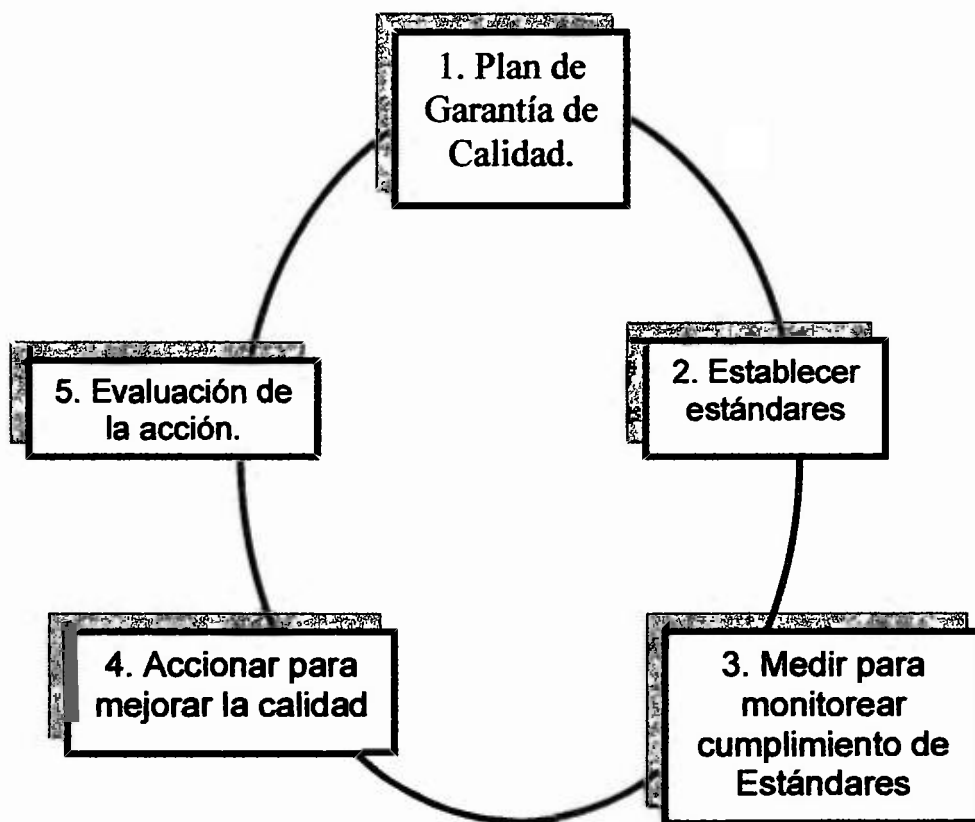 1. Plan de
Garantía de
Calidad.
2. Establecer
estándares
3. Medir para
monitorear
cumplimiento de
Estándares
4. Accionar para
mejorar la calidad
5. Evaluación de
la acción.